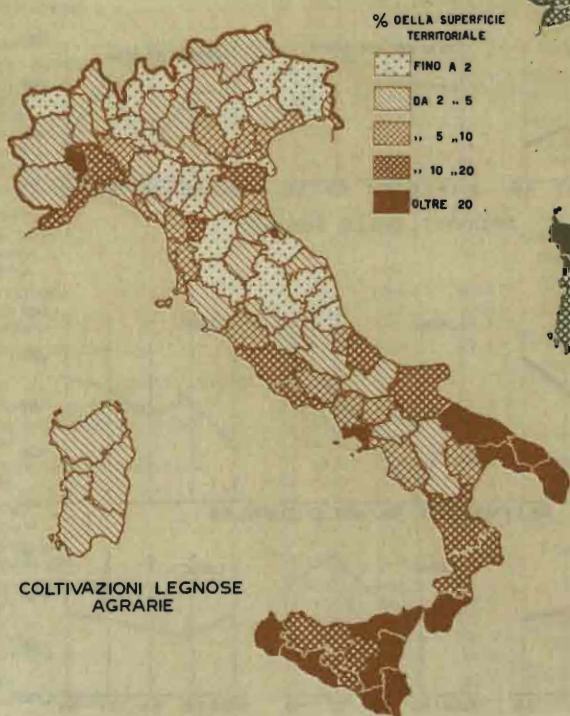 % DELLA SUPERFICIE
TERRITORIALE
FINO A 2
DA 2 „ 5
„ 5 „10
„ 10 „20
OLTRE 20
COLTIVAZIONI LEGNOSE
AGRARIE